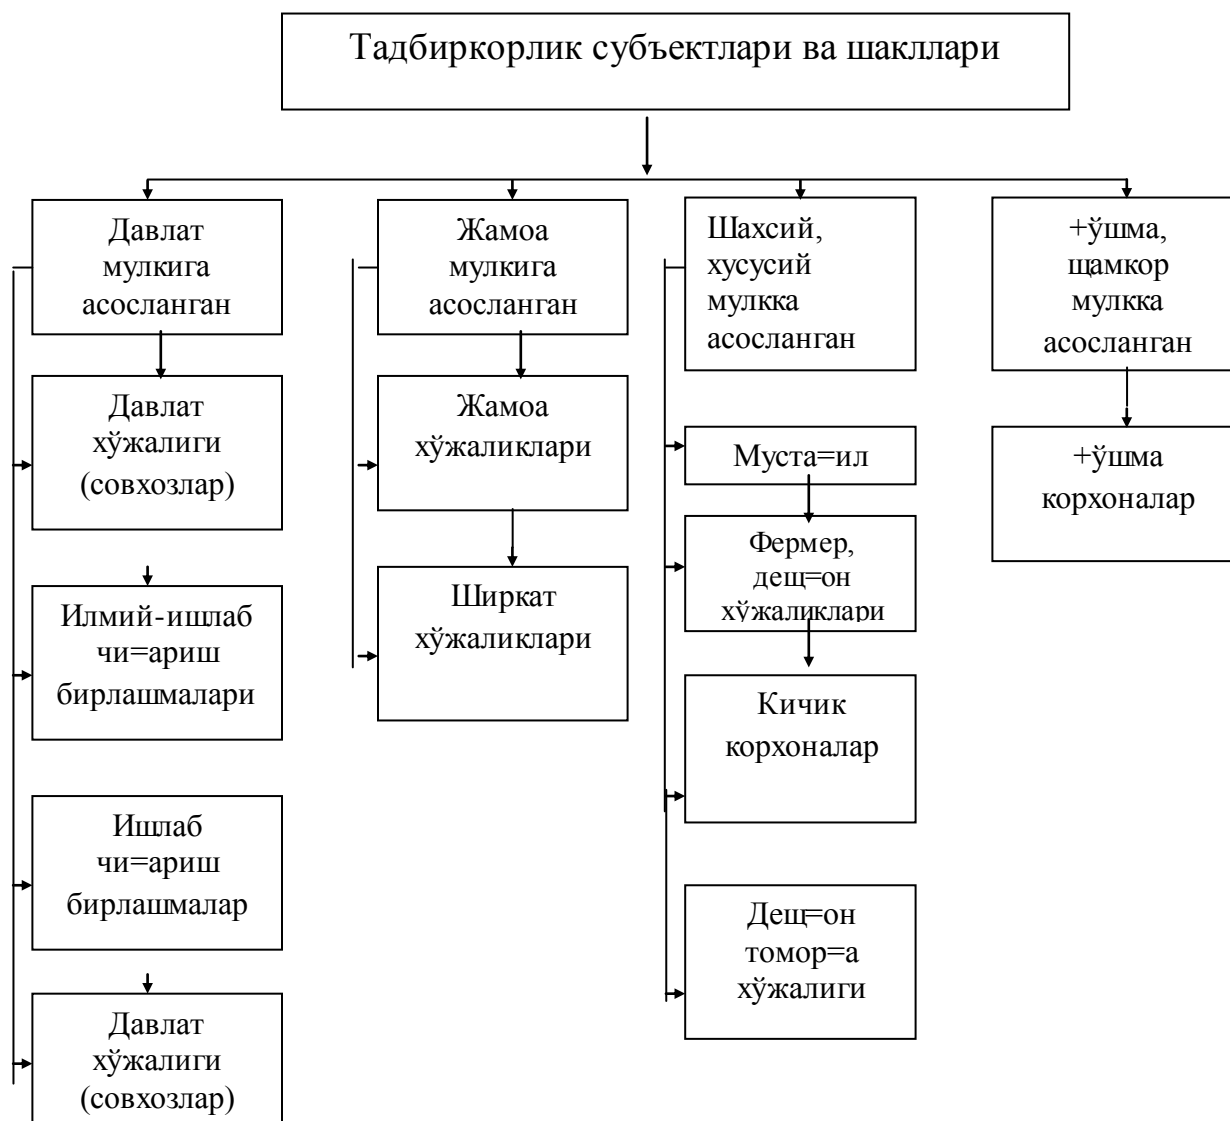 Тадбиркорлик субъектлари ва шакллари
Давлат
мулкига
асосланган
Давлат
хўжалиги
(совхозлар)
Илмий-ишлаб
чи=ариш
бирлашмалари
Ишлаб
чи=ариш
бирлашмалар
Давлат
хўжалиги
(совхозлар)
Жамоа
мулкига
асосланган
Жамоа
хўжаликлари
Ширкат
хўжаликлари
Шахсий,
хусусий
мулкка
асосланган
Муста=ил
Фермер,
дещ=он
хўжаликлари
Кичик
корхоналар
Дещ=он
томор=а
хўжалиги
+ўшма,
щамкор
мулкка
асосланган
+ўшма
корхоналар